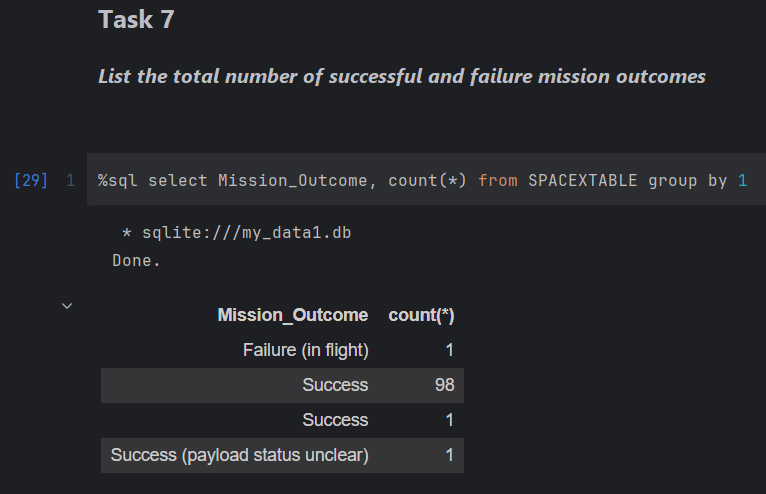 Task 7
List the total number of successful and failure mission outcomes
[29] 1 %sql select Mission_Outcome, count(*) from SPACEXTABLE group by 1
* sqlite:///my_data1.db
Done.
Mission_Outcome count(*)
Failure (in flight) 1
Success 98
Success 1
Success (payload status unclear) 1